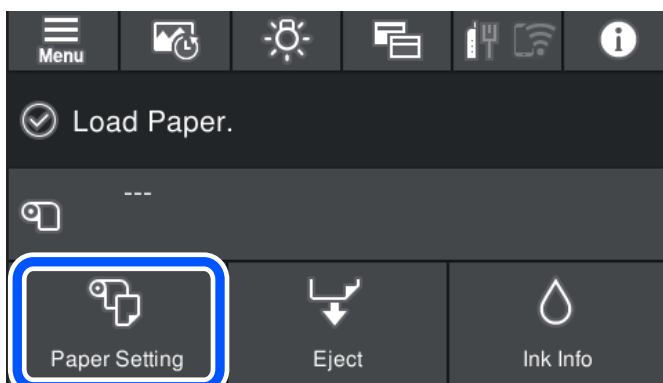 Menu
Load Paper.
---
Paper Setting
Eject
Ink Info